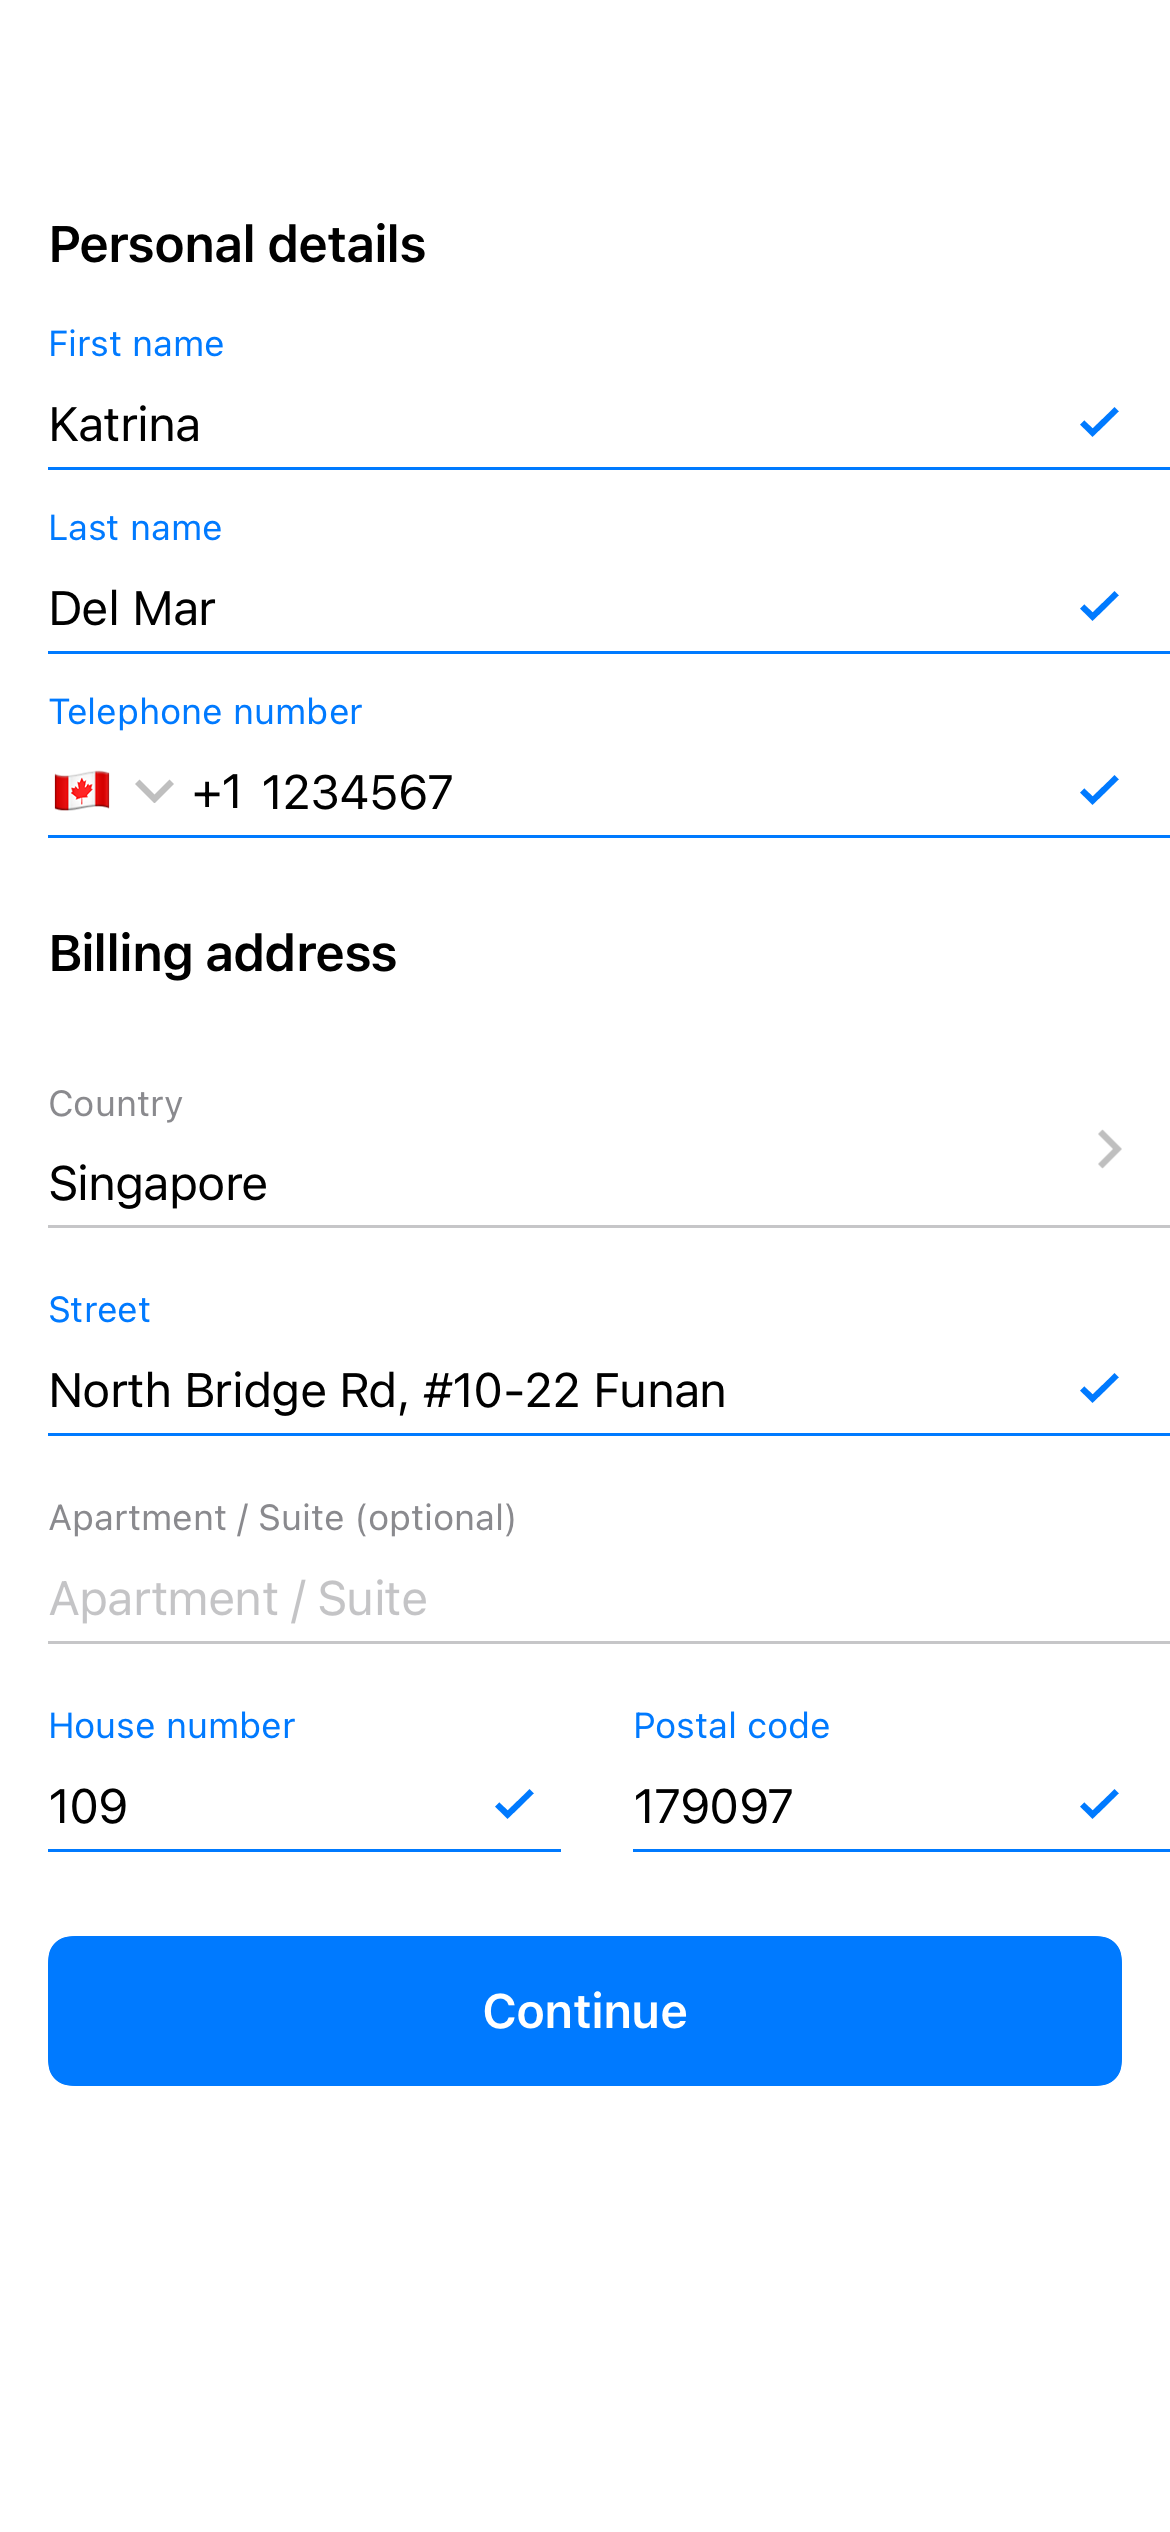 Personal details
First name
Katrina
Last name
Del Mar
Telephone number
+1 1234567
Billing address
Country
Singapore
Street
North Bridge Rd, #10-22 Funan
Apartment / Suite (optional)
Apartment / Suite
House number Postal code
109 179097
Continue